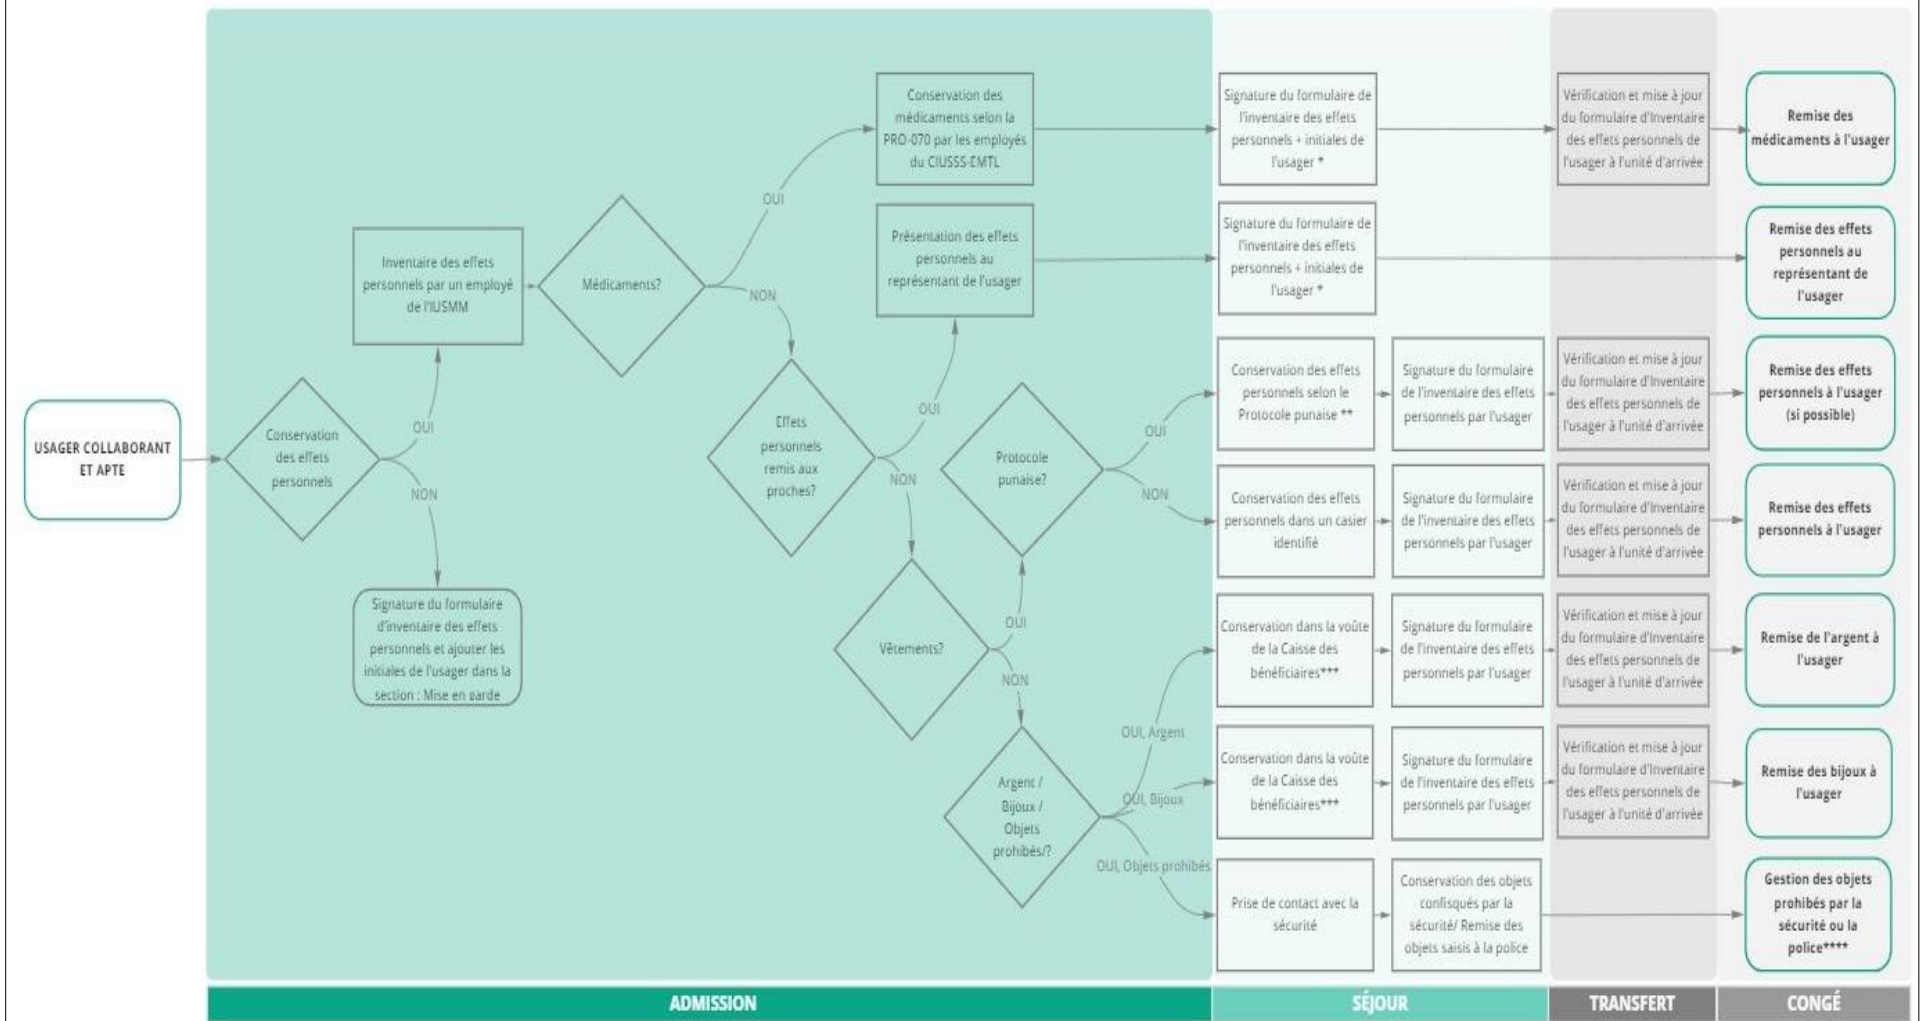 USAGER COLLABORANT
ET APTE
Conservation
des effets
personnels
OUI
NON
Inventaire des effets
personnels par un employé
de l'IUSMM
Signature du formulaire
d'inventaire des effets
personnels et ajouter les
initiales de l'usager dans la
section : Mise en garde
Médicaments?
OUI
NON
Conservation des
médicaments selon la
PRO-070 par les employés
du CIUSSS-EMTL
Effets
personnels
remis aux
proches?
OUI
NON
Présentation des effets
personnels au
représentant de l'usager
Vêtements?
OUI
NON
Protocole
punaise?
OUI
NON
Argent /
Bijoux /
Objets
prohibés/?
OUI, Argent
OUI, Bijoux
OUI, Objets prohibés
Signature du formulaire de
l'inventaire des effets
personnels + initiales de
l'usager *
Vérification et mise à jour
du formulaire d'Inventaire
des effets personnels de
l'usager à l'unité d'arrivée
Remise des
médicaments à l'usager
Signature du formulaire de
l'inventaire des effets
personnels + initiales de
l'usager *
Remise des effets
personnels au
représentant de
l'usager
Conservation des effets
personnels selon le
Protocole punaise **
Signature du formulaire
de l'inventaire des effets
personnels par l'usager
Vérification et mise à jour
du formulaire d'Inventaire
des effets personnels de
l'usager à l'unité d'arrivée
Remise des effets
personnels à l'usager
(si possible)
Conservation des effets
personnels dans un casier
identifié
Signature du formulaire
de l'inventaire des effets
personnels par l'usager
Vérification et mise à jour
du formulaire d'Inventaire
des effets personnels de
l'usager à l'unité d'arrivée
Remise des effets
personnels à l'usager
Conservation dans la voûte
de la Caisse des
bénéficiaires***
Signature du formulaire
de l'inventaire des effets
personnels par l'usager
Vérification et mise à jour
du formulaire d'Inventaire
des effets personnels de
l'usager à l'unité d'arrivée
Remise de l'argent à
l'usager
Conservation dans la voûte
de la Caisse des
bénéficiaires***
Signature du formulaire
de l'inventaire des effets
personnels par l'usager
Vérification et mise à jour
du formulaire d'Inventaire
des effets personnels de
l'usager à l'unité d'arrivée
Remise des bijoux à
l'usager
Prise de contact avec la
sécurité
Conservation des objets
confisqués par la
sécurité/ Remise des
objets saisis à la police
Gestion des objets
prohibés par la
sécurité ou la
police****
ADMISSION
SÉJOUR
TRANSFERT
CONGÉ